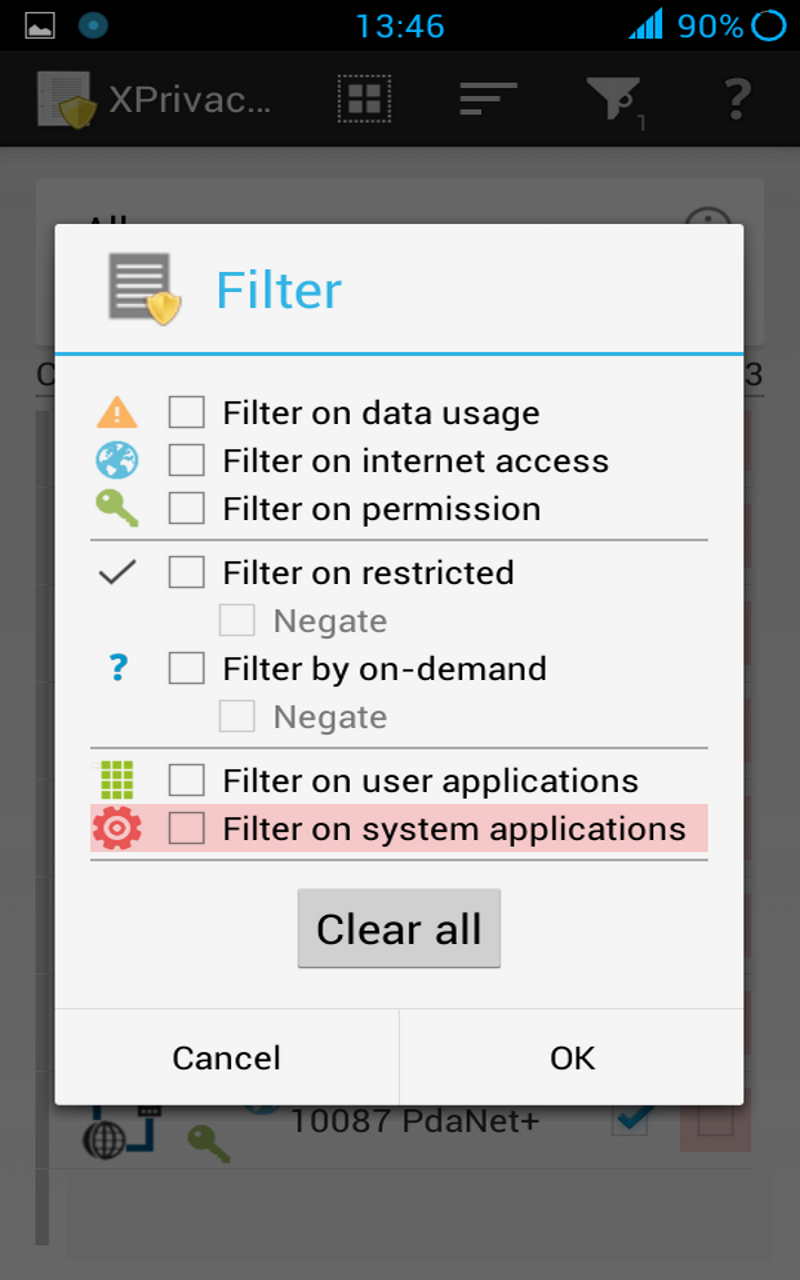 13:46
90%
XPrivac...
1
?
All
Filter
C
3
Filter on data usage
Filter on internet access
Filter on permission
Filter on restricted
Negate
? Filter by on-demand
Negate
Filter on user applications
Filter on system applications
Clear all
Cancel
OK
10087 PdaNet+